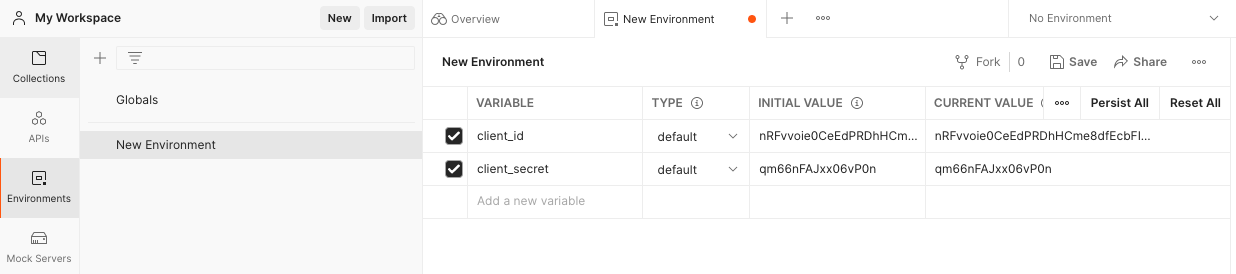 My Workspace New Import Overview New Environment No Environment
Collections
APIs
Environments
Mock Servers
Globals
New Environment
New Environment Fork 0 Save Share
VARIABLE TYPE INITIAL VALUE CURRENT VALUE Persist All Reset All
client_id default nRFvvoie0CeEdPRDhHCm... nRFvvoie0CeEdPRDhHCme8dfEcbFI...
client_secret default qm66nFAJxx06vP0n qm66nFAJxx06vP0n
Add a new variable